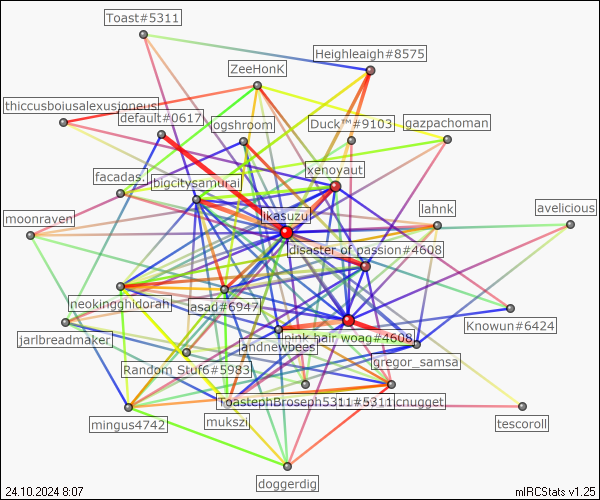 Toast#5311
Heighleaigh#8575
ZeeHonK
thiccusboiusalexusjoneus
default#0617
ogshroom
Duck™#9103
gazpachoman
xenoyaut
facadas.
bigcitysamurai
ikasuzu
lahnk
avelicious
moonraven
disaster of passion#4608
neokingghidorah
asad#6947
Knowun#6424
jarlbreadmaker
andnewbees
pink hair woag#4608
gregor_samsa
Random Stuf6#5983
ToastephBroseph5311#5311
cnugget
mingus4742
mukszi
tescoroll
doggerdig
24.10.2024 8:07
mIRCStats v1.25